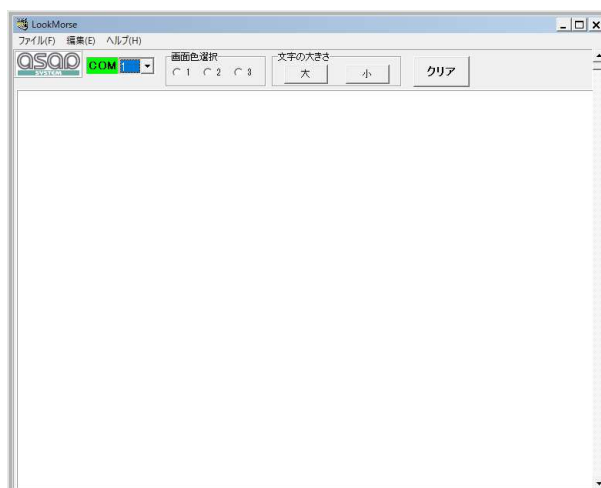 LookMorse
ファイル(F) 編集(E) ヘルプ(H)
asap
SYSTEM
COM 1
画面色選択
1 2 3
文字の大きさ
大 小
クリア